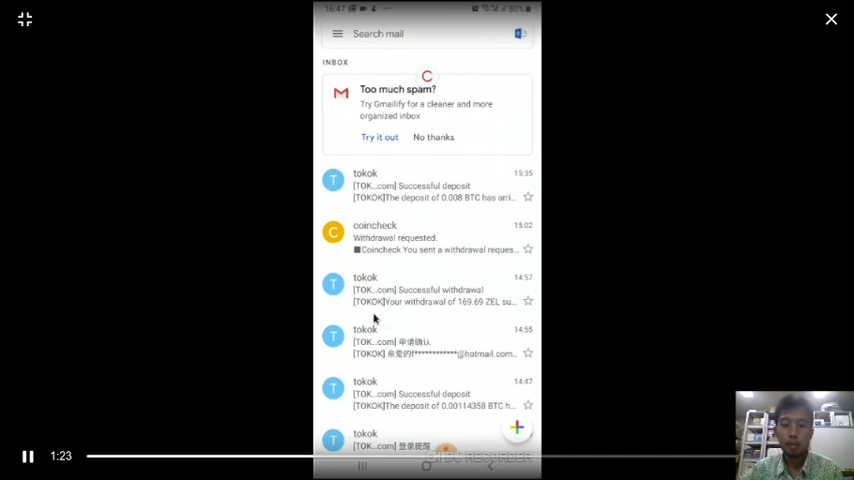 16:47
80%
Search mail
INBOX
Too much spam?
Try Gmailify for a cleaner and more
organized inbox
Try it out No thanks
T tokok 15:35
[TOK...com] Successful deposit
[TOKOK]The deposit of 0.008 BTC has arri...
C coincheck 15:02
Withdrawal requested.
■Coincheck You sent a withdrawal reques...
T tokok 14:57
[TOK...com] Successful withdrawal
[TOKOK]Your withdrawal of 169.69 ZEL su...
T tokok 14:55
[TOK...com] 申请确认
[TOKOK] 亲爱的f************@hotmail.com...
T tokok 14:47
[TOK...com] Successful deposit
[TOKOK]The deposit of 0.00114358 BTC h...
T tokok
[TOK...com] 登录提醒
RECORDER
1:23